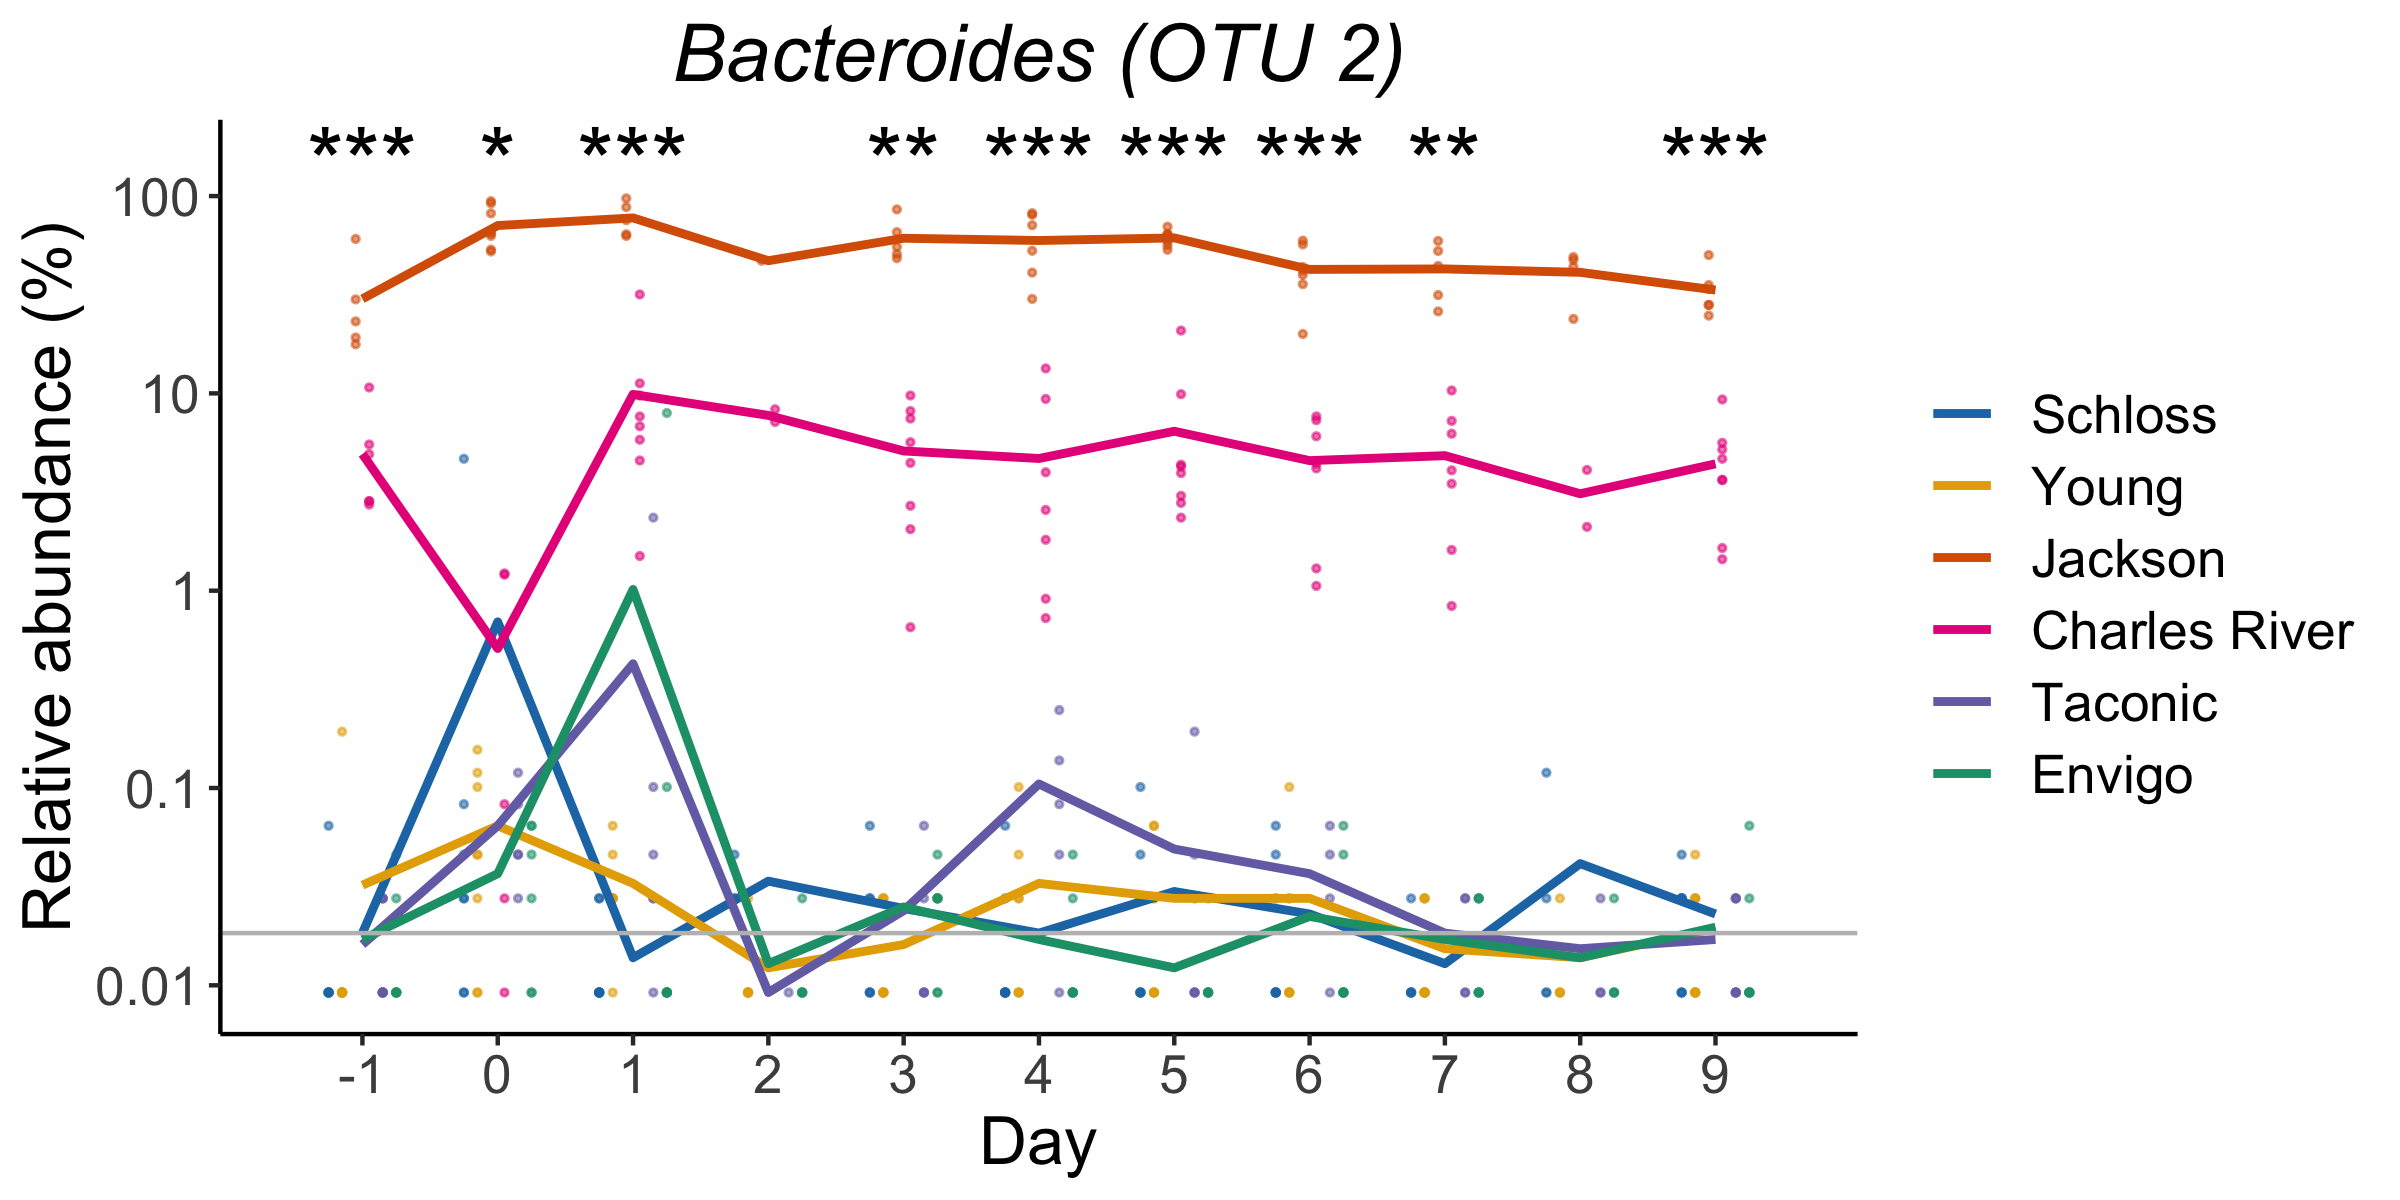 Bacteroides (OTU 2)
*** * *** ** *** *** *** ** ***
100
10
1
0.1
0.01
Relative abundance (%)
-1 0 1 2 3 4 5 6 7 8 9
Day
Schloss
Young
Jackson
Charles River
Taconic
Envigo